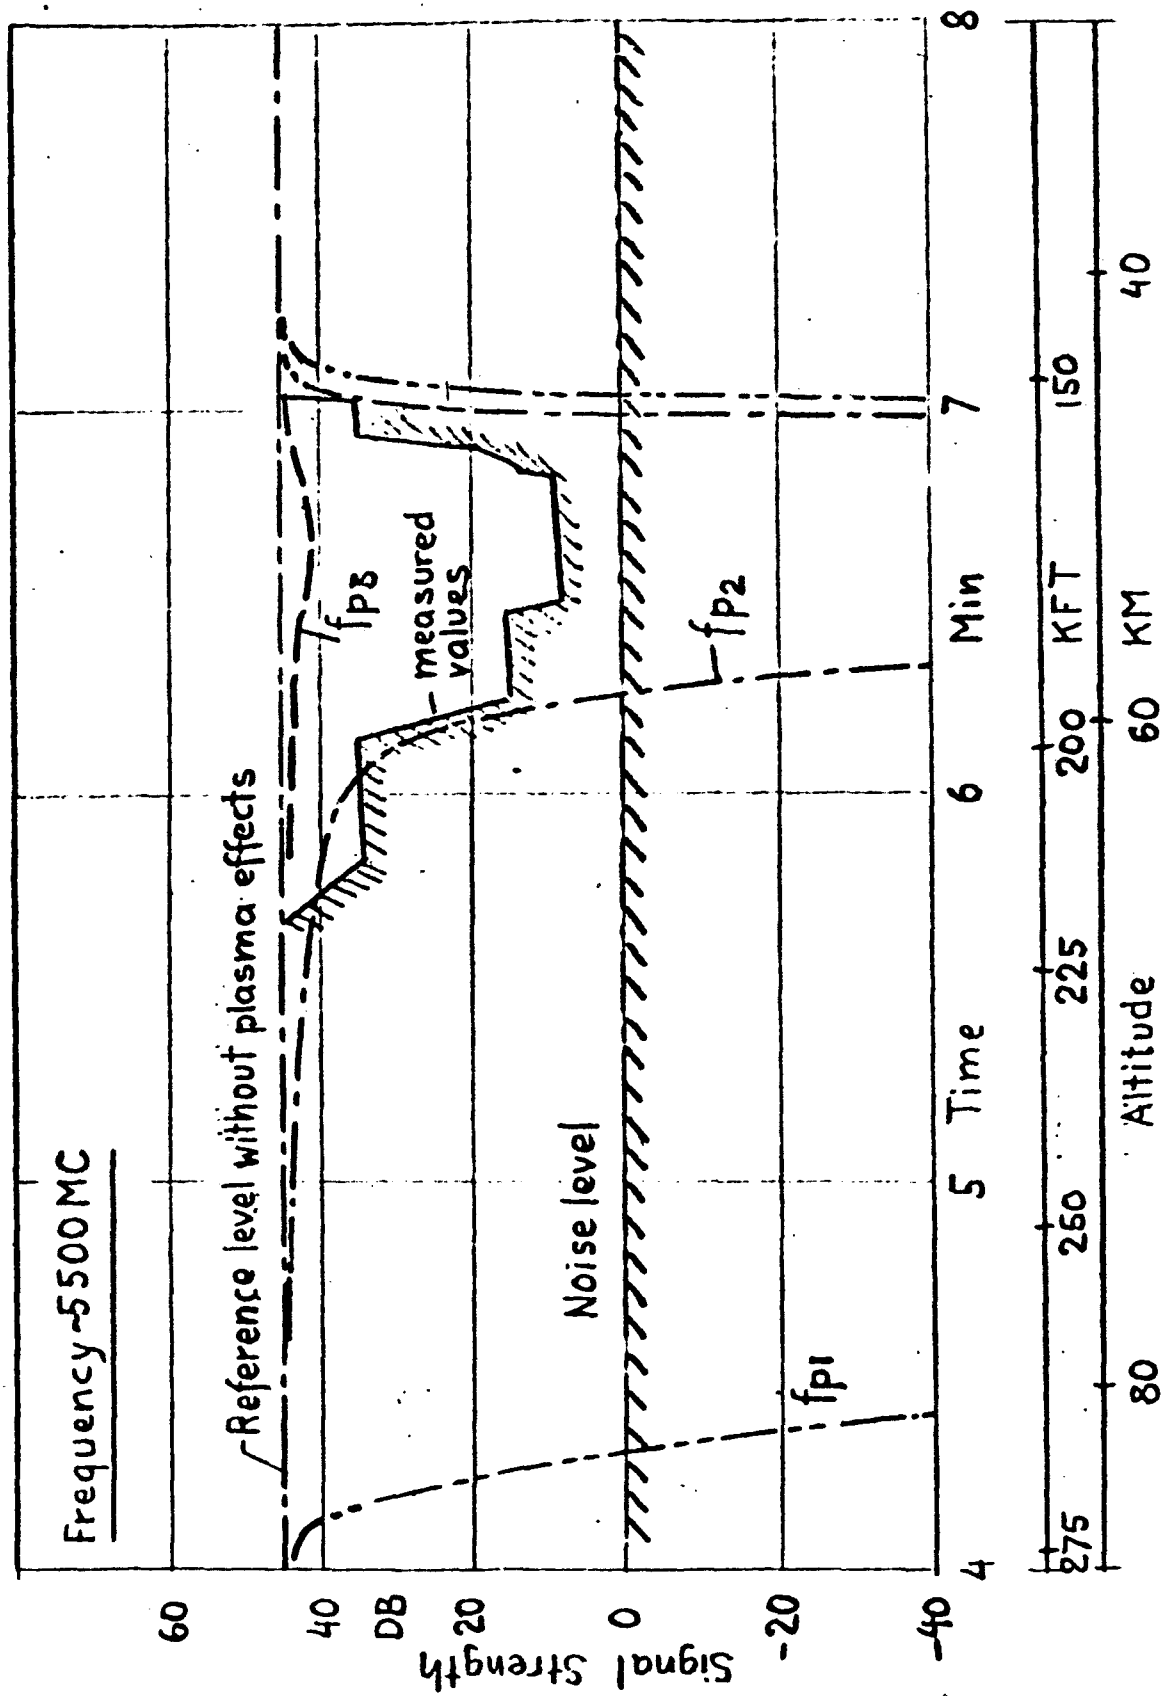 Frequency ~5500MC
Reference level without plasma effects
fp3
measured
values
fp2
Noise level
fp1
60
40
DB
20
0
-20
-40
Signal Strength
4
5
Time
6
Min
7
8
275
250
225
200
KFT
150
80
Altitude
60
KM
40